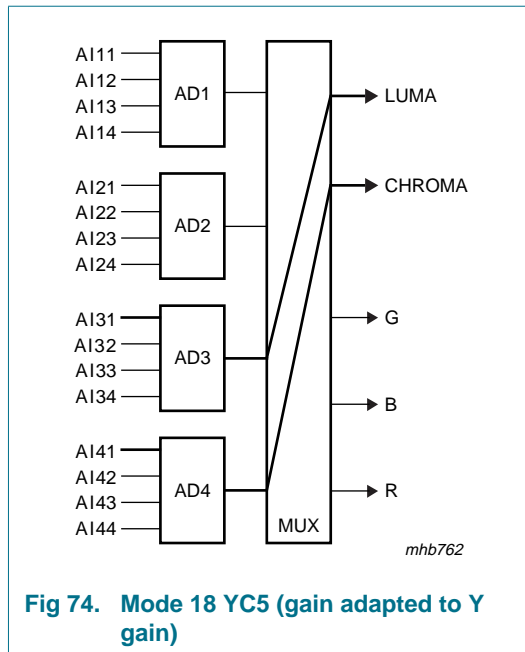 AI11
AI12
AI13
AI14
AD1
LUMA
CHROMA
AI21
AI22
AI23
AI24
AD2
AI31
AI32
AI33
AI34
AD3
G
B
AI41
AI42
AI43
AI44
AD4
R
MUX
mhb762
Fig 74. Mode 18 YC5 (gain adapted to Y
gain)